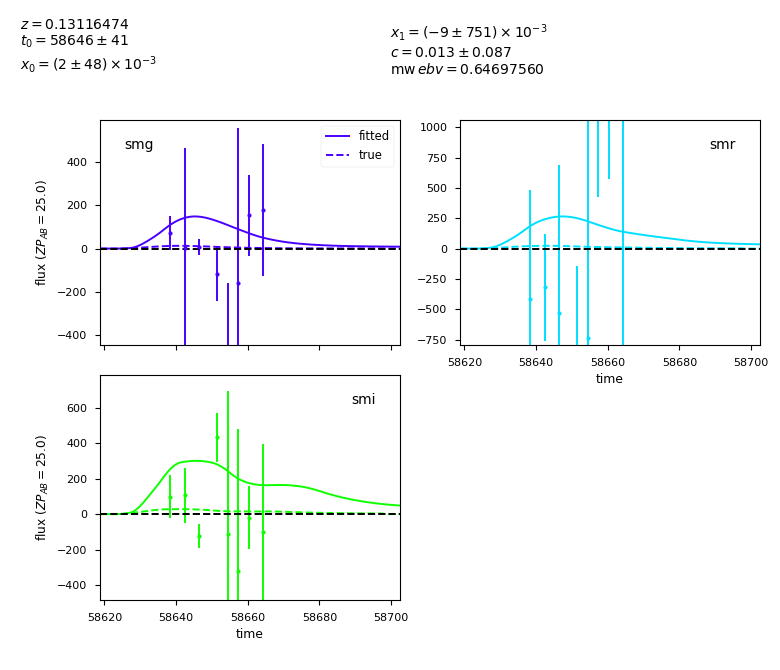 z = 0.13116474
t₀ = 58646 ± 41
x₀ = (2 ± 48) × 10⁻³
x₁ = (−9 ± 751) × 10⁻³
c = 0.013 ± 0.087
mw ebv = 0.64697560
smg
fitted
true
400
200
0
−200
−400
flux (ZP_AB = 25.0)
smr
1000
750
500
250
0
−250
−500
−750
58620 58640 58660 58680 58700
time
smi
600
400
200
0
−200
−400
flux (ZP_AB = 25.0)
58620 58640 58660 58680 58700
time